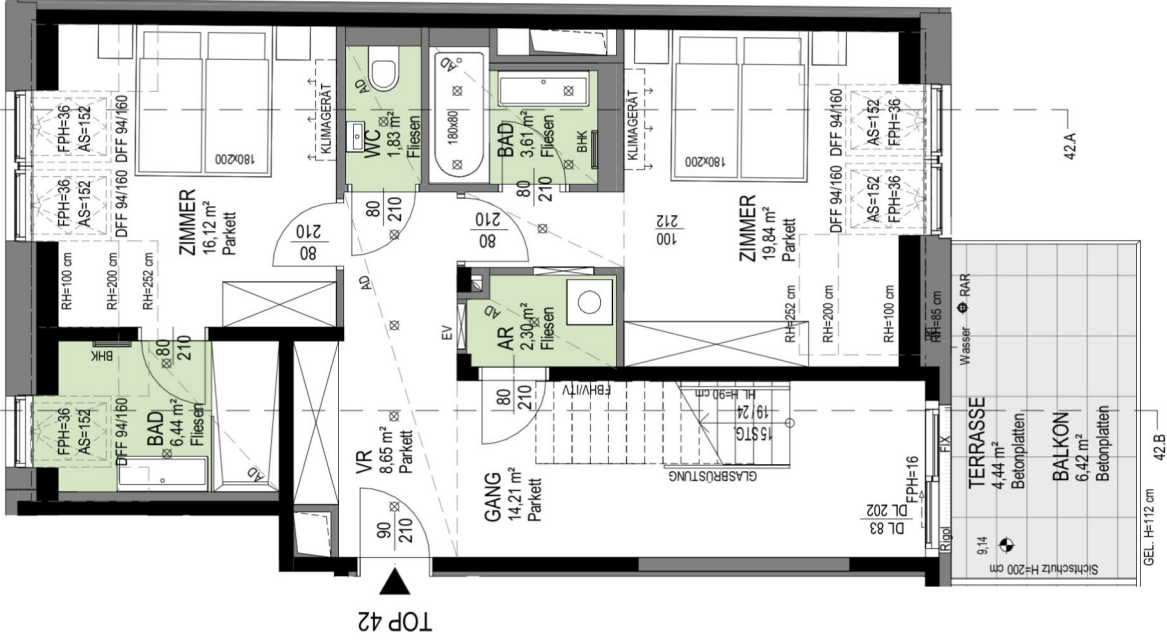 FPH=36
AS=152
DFF 94/160
FPH=36
AS=152
DFF 94/160
RH=100 cm
RH=200 cm
RH=252 cm
180x200
KLIMAGERÄT
ZIMMER
16,12 m²
Parkett
80
210
AD
WC
1,83 m²
Fliesen
80
210
AD
180x80
BAD
3,61 m²
Fliesen
BHK
80
210
80
210
KLIMAGERÄT
180x200
100
212
ZIMMER
19,84 m²
Parkett
DFF 94/160
AS=152
FPH=36
DFF 94/160
AS=152
FPH=36
RH=252 cm
RH=200 cm
RH=100 cm
RH=85 cm
42.A
BHK
80
210
FPH=36
AS=152
DFF 94/160
BAD
6,44 m²
Fliesen
AD
AD
EV
AD
AR
2,30 m²
Fliesen
80
210
FBHV/ITV
VR
8,65 m²
Parkett
90
210
GANG
14,21 m²
Parkett
15 STG.
19/24
HL H=90 cm
GLASBRÜSTUNG
DL 83
DL 202
FPH=16
FIX
Rigol
Wasser
RAR
TERRASSE
4,44 m²
Betonplatten
BALKON
6,42 m²
Betonplatten
9,14
Sichtschutz H=200 cm
GEL. H=112 cm
42.B
TOP 42